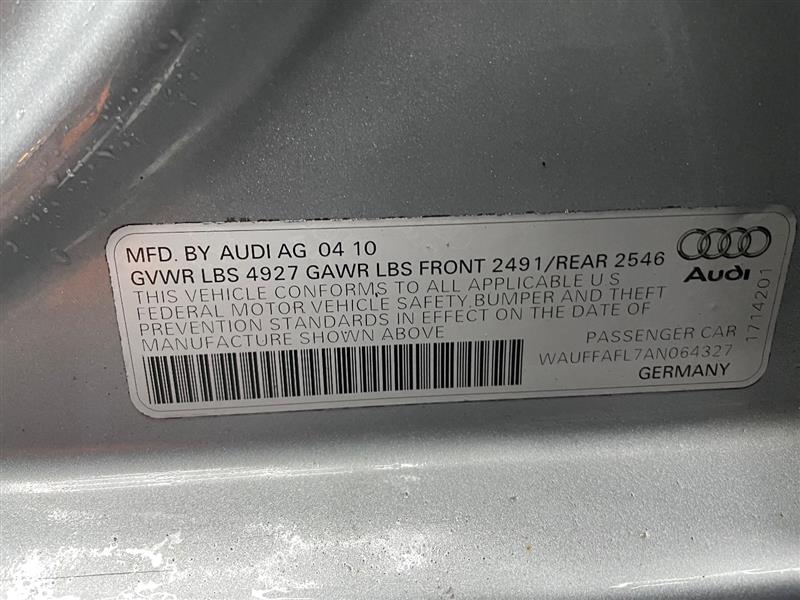 MFD. BY AUDI AG 04 10
GVWR LBS 4927 GAWR LBS FRONT 2491/REAR 2546
THIS VEHICLE CONFORMS TO ALL APPLICABLE U S
FEDERAL MOTOR VEHICLE SAFETY,BUMPER AND THEFT
PREVENTION STANDARDS IN EFFECT ON THE DATE OF
MANUFACTURE SHOWN ABOVE
PASSENGER CAR
WAUFFAFL7AN064327
GERMANY
Audi
1714201